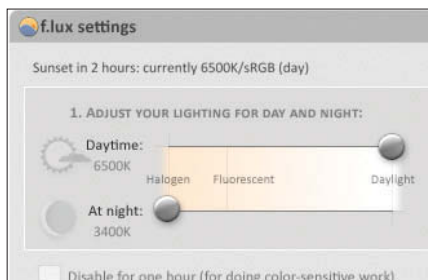 f.lux settings
Sunset in 2 hours: currently 6500K/sRGB (day)
1. ADJUST YOUR LIGHTING FOR DAY AND NIGHT:
Daytime:
6500K
Halogen Fluorescent Daylight
At night:
3400K
Disable for one hour (for doing color-sensitive work)